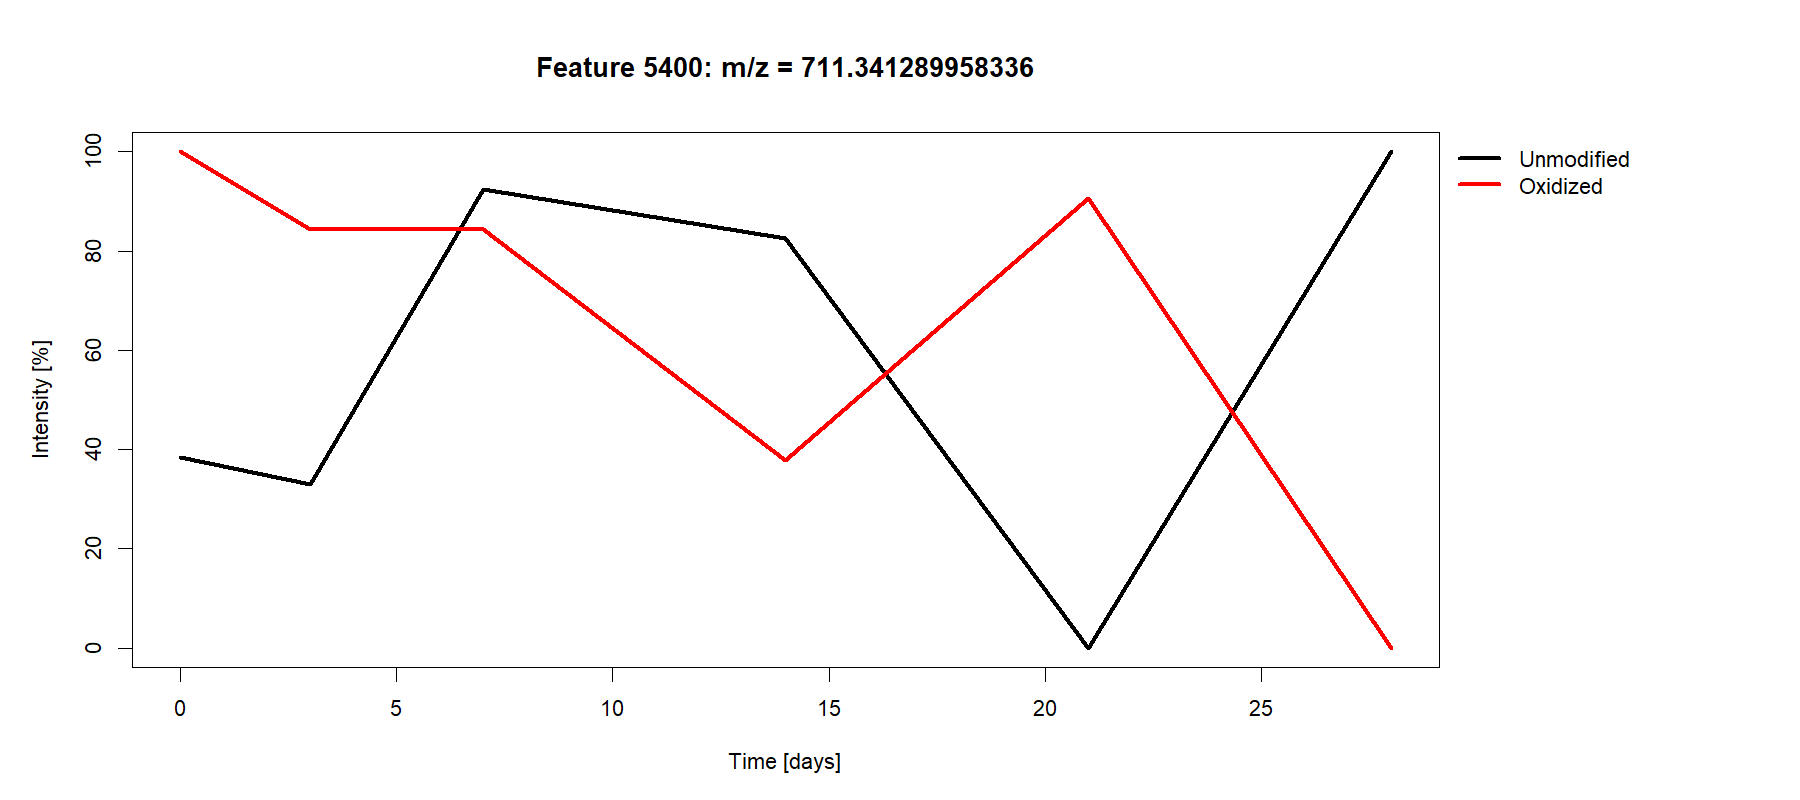 Feature 5400: m/z = 711.341289958336
Unmodified
Oxidized
Intensity [%]
100
80
60
40
20
0
0 5 10 15 20 25
Time [days]